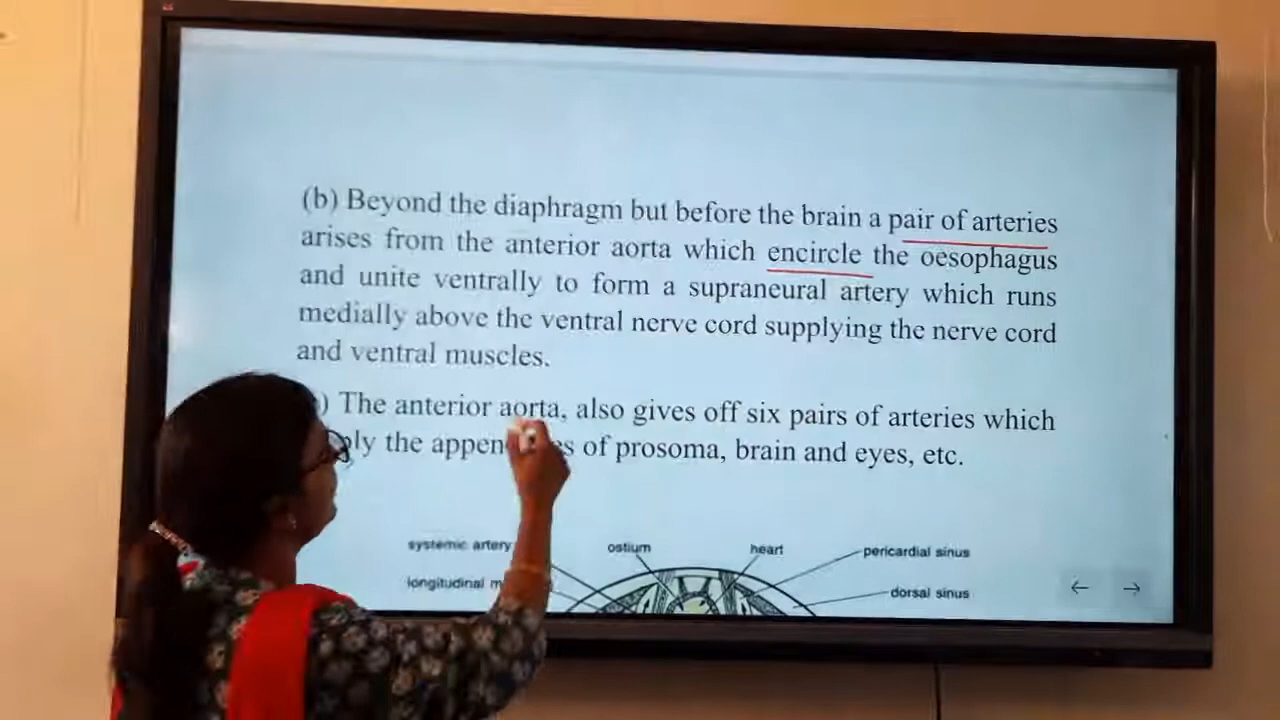 (b) Beyond the diaphragm but before the brain a pair of arteries
arises from the anterior aorta which encircle the oesophagus
and unite ventrally to form a supraneural artery which runs
medially above the ventral nerve cord supplying the nerve cord
and ventral muscles.
) The anterior aorta, also gives off six pairs of arteries which
ply the appen es of prosoma, brain and eyes, etc.
systemic artery ostium heart pericardial sinus
longitudinal m dorsal sinus